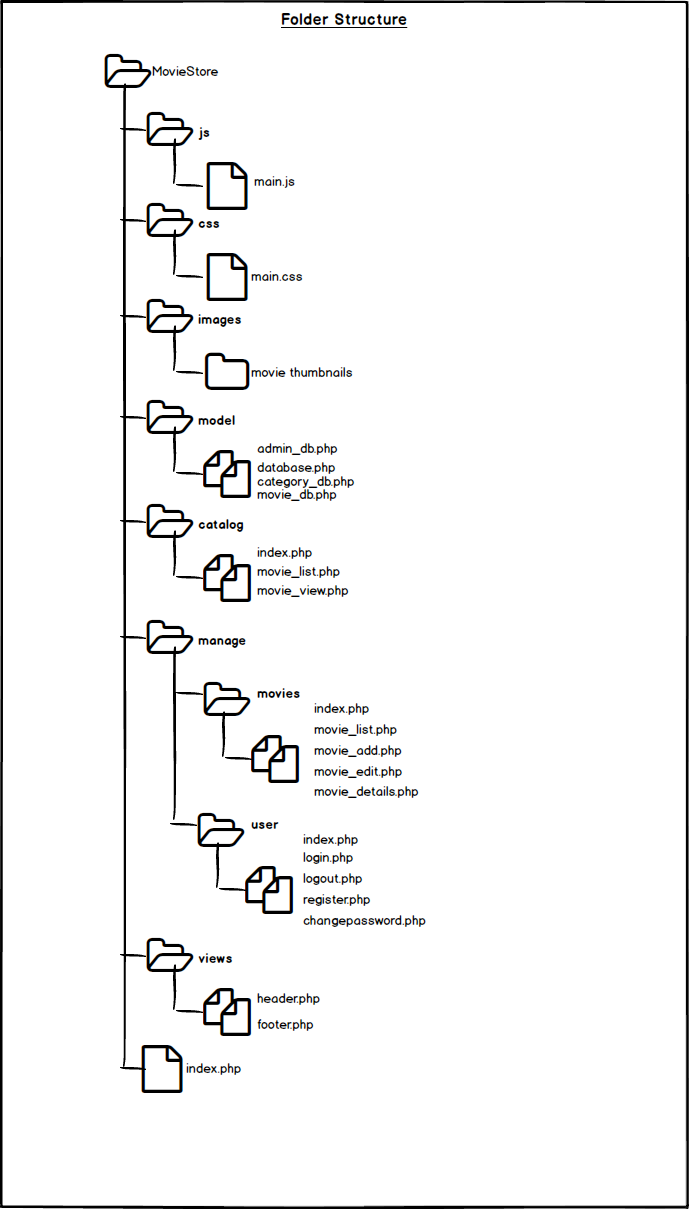 Folder Structure
MovieStore
js
main.js
css
main.css
images
movie thumbnails
model
admin_db.php
database.php
category_db.php
movie_db.php
catalog
index.php
movie_list.php
movie_view.php
manage
movies
index.php
movie_list.php
movie_add.php
movie_edit.php
movie_details.php
user
index.php
login.php
logout.php
register.php
changepassword.php
views
header.php
footer.php
index.php